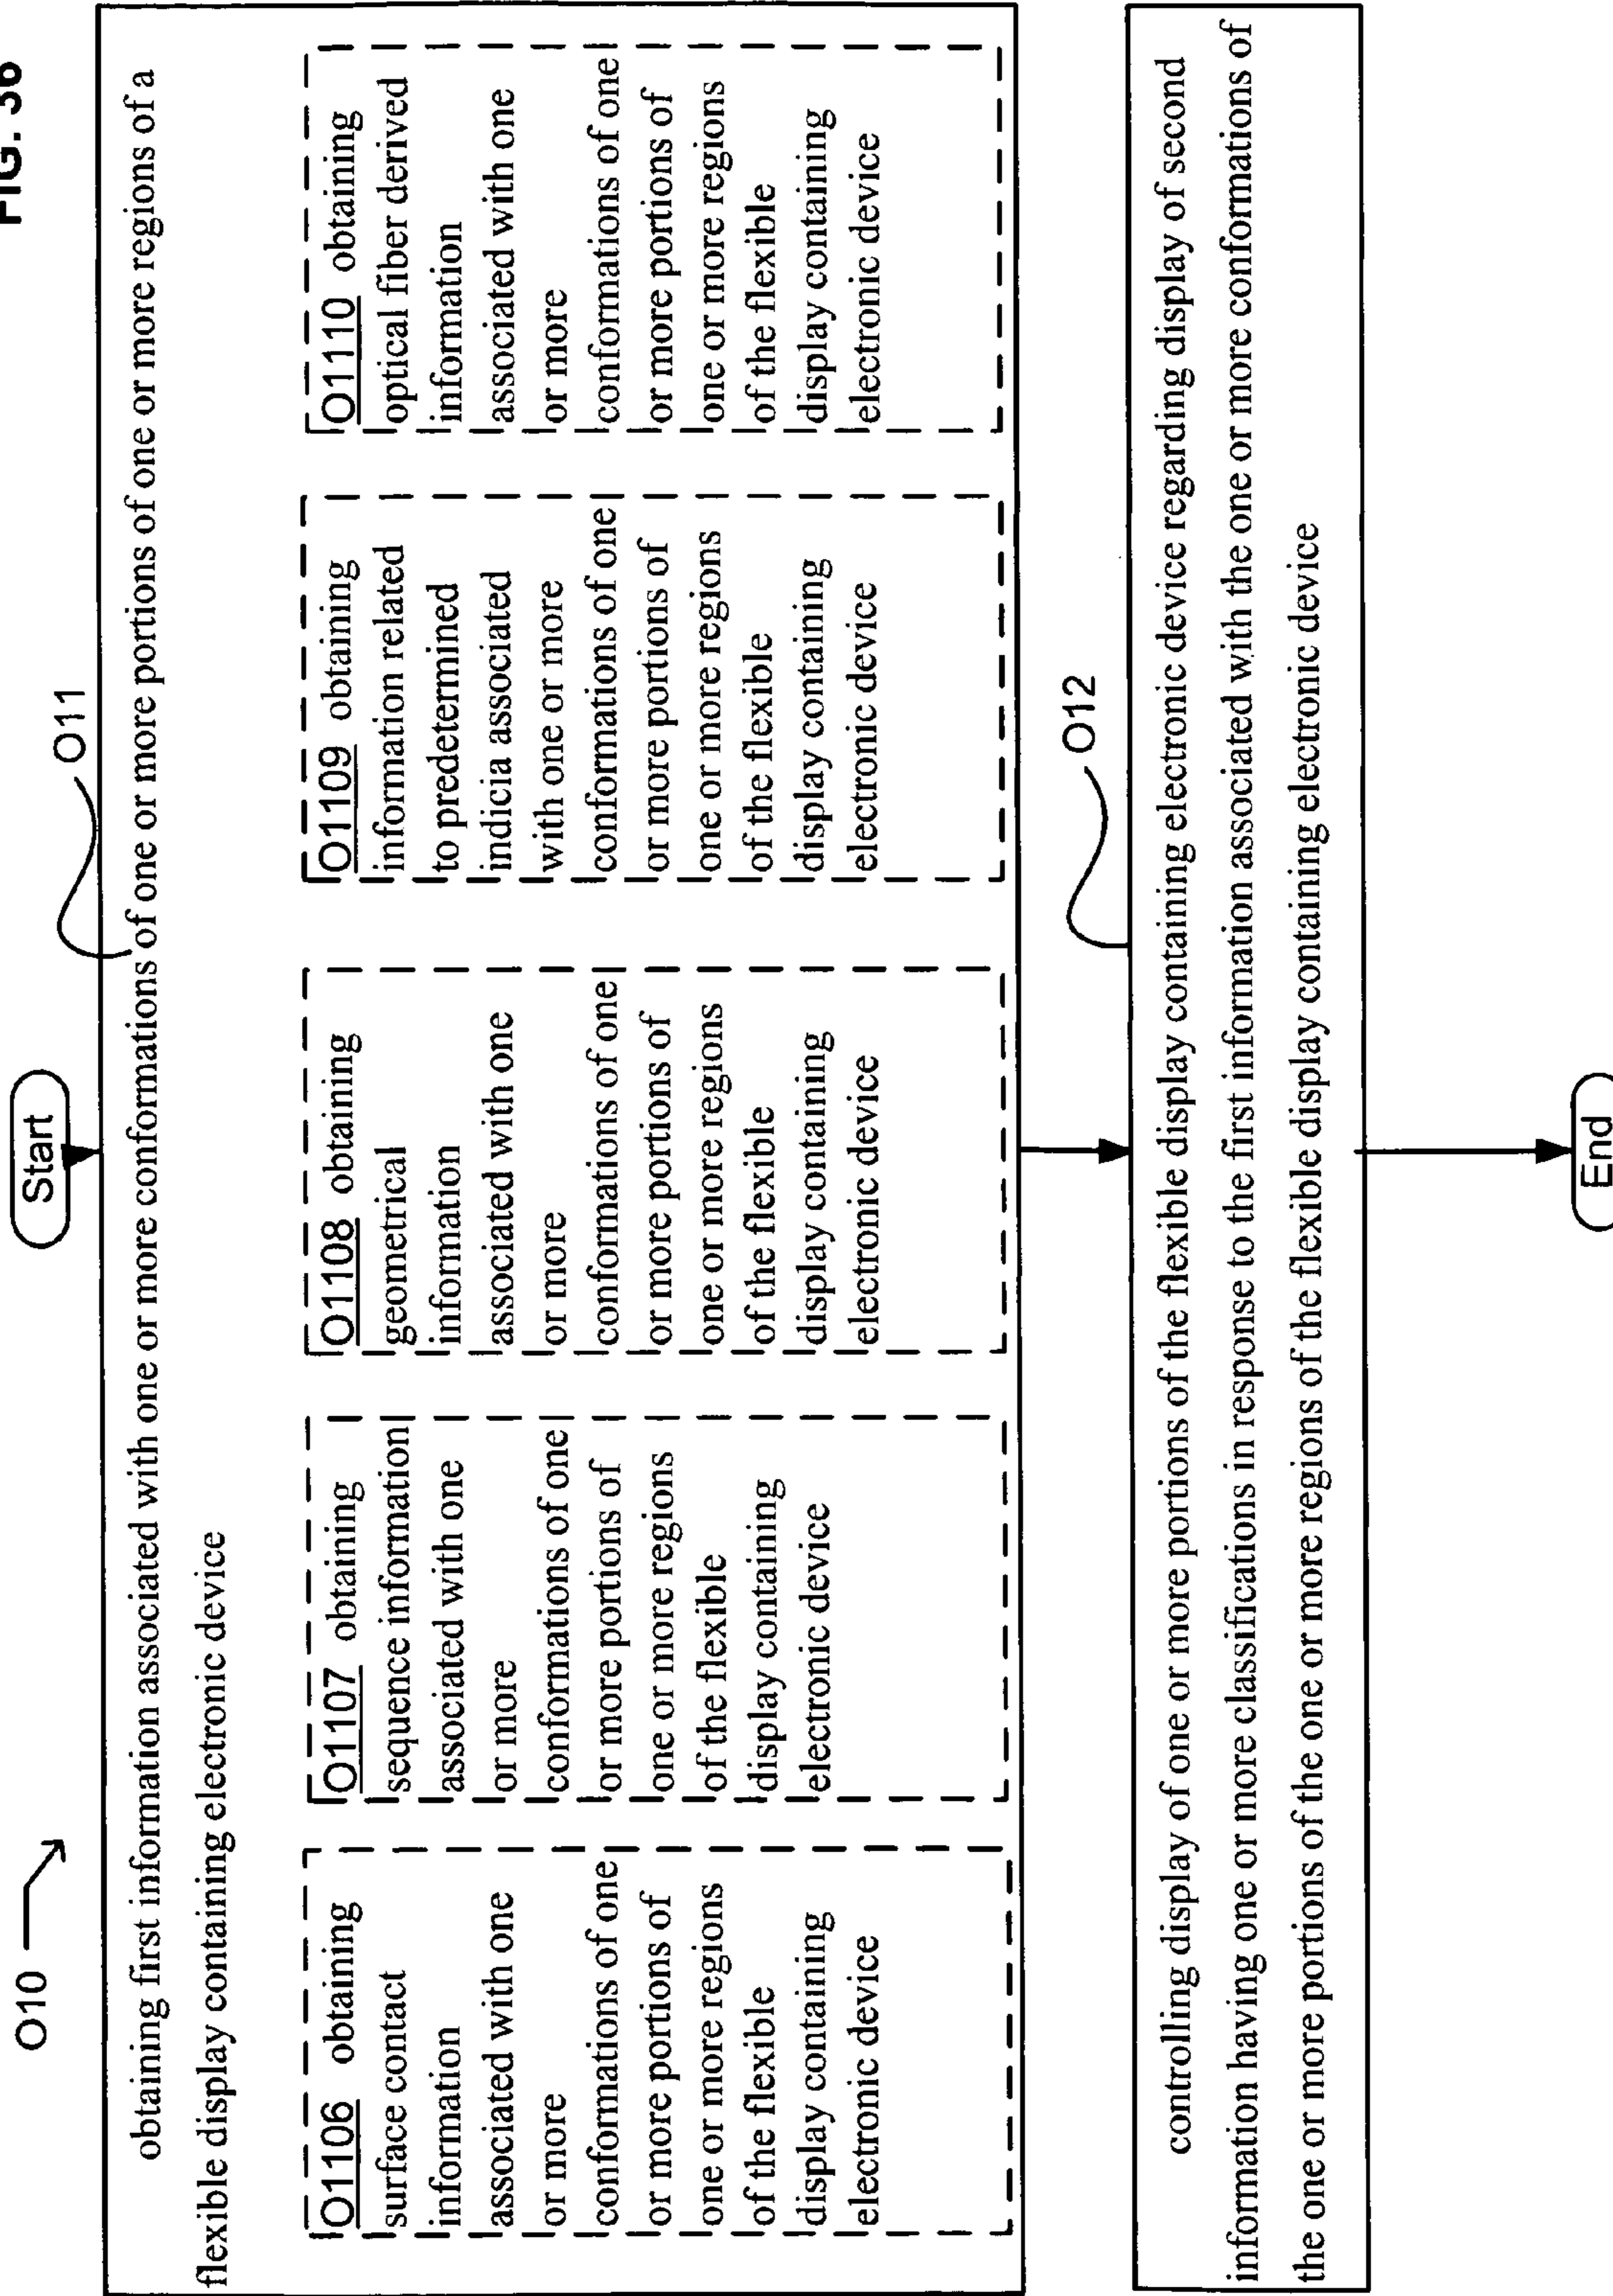 FIG. 36
O10
Start
O11
obtaining first information associated with one or more conformations of one or more portions of one or more regions of a
flexible display containing electronic device
O1106 obtaining
surface contact
information
associated with one
or more
conformations of one
or more portions of
one or more regions
of the flexible
display containing
electronic device
O1107 obtaining
sequence information
associated with one
or more
conformations of one
or more portions of
one or more regions
of the flexible
display containing
electronic device
O1108 obtaining
geometrical
information
associated with one
or more
conformations of one
or more portions of
one or more regions
of the flexible
display containing
electronic device
O1109 obtaining
information related
to predetermined
indicia associated
with one or more
conformations of one
or more portions of
one or more regions
of the flexible
display containing
electronic device
O1110 obtaining
optical fiber derived
information
associated with one
or more
conformations of one
or more portions of
one or more regions
of the flexible
display containing
electronic device
O12
controlling display of one or more portions of the flexible display containing electronic device regarding display of second
information having one or more classifications in response to the first information associated with the one or more conformations of
the one or more portions of the one or more regions of the flexible display containing electronic device
End